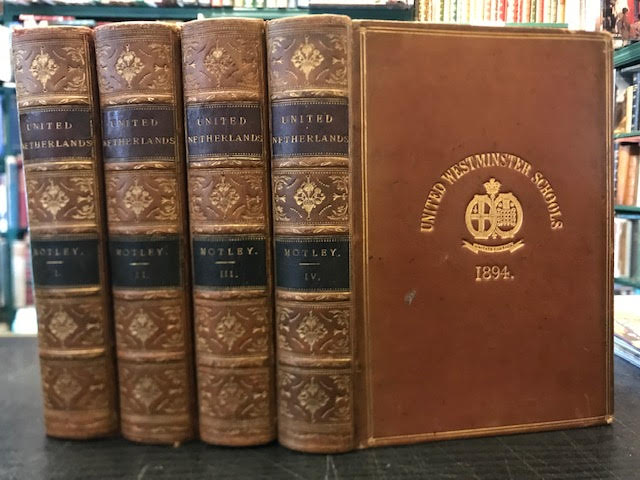 UNITED
NETHERLANDS
MOTLEY.
I.
UNITED
NETHERLANDS
MOTLEY.
II.
UNITED
NETHERLANDS
MOTLEY.
III.
UNITED
NETHERLANDS
MOTLEY.
IV.
UNITED WESTMINSTER SCHOOLS
1894.